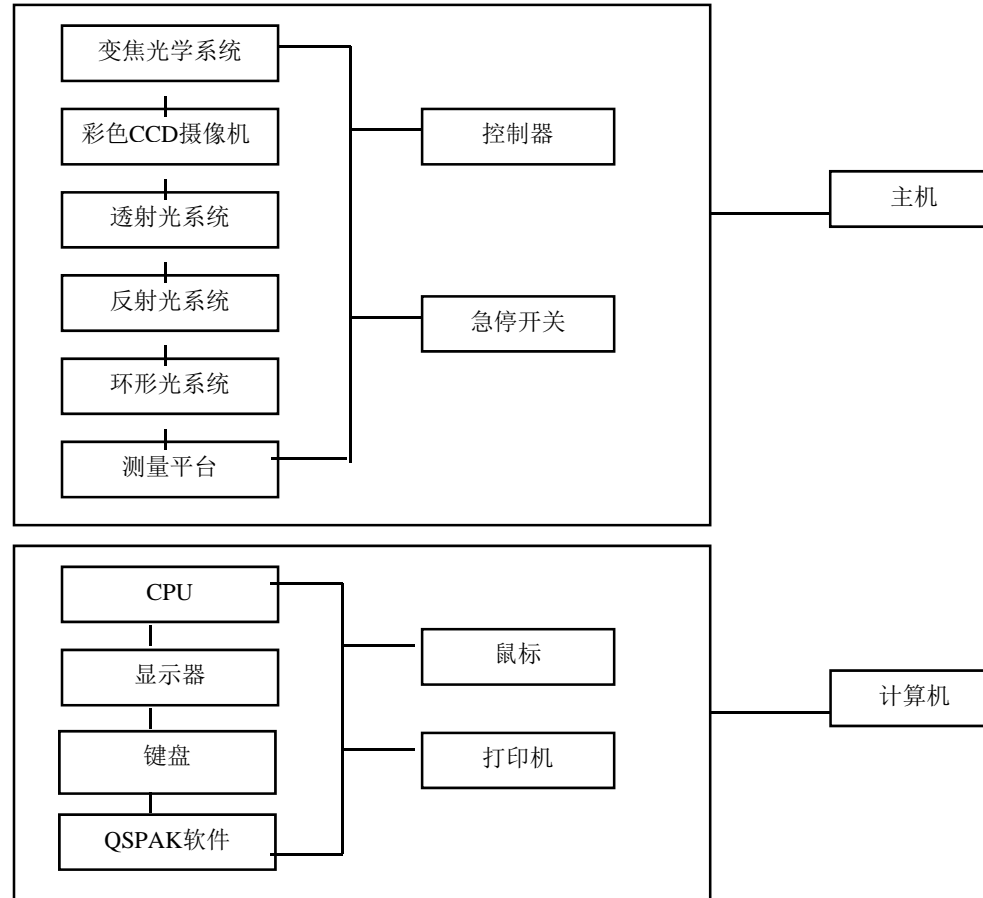 变焦光学系统
彩色CCD摄像机
控制器
主机
透射光系统
反射光系统
急停开关
环形光系统
测量平台
CPU
鼠标
显示器
计算机
键盘
打印机
QSPAK软件